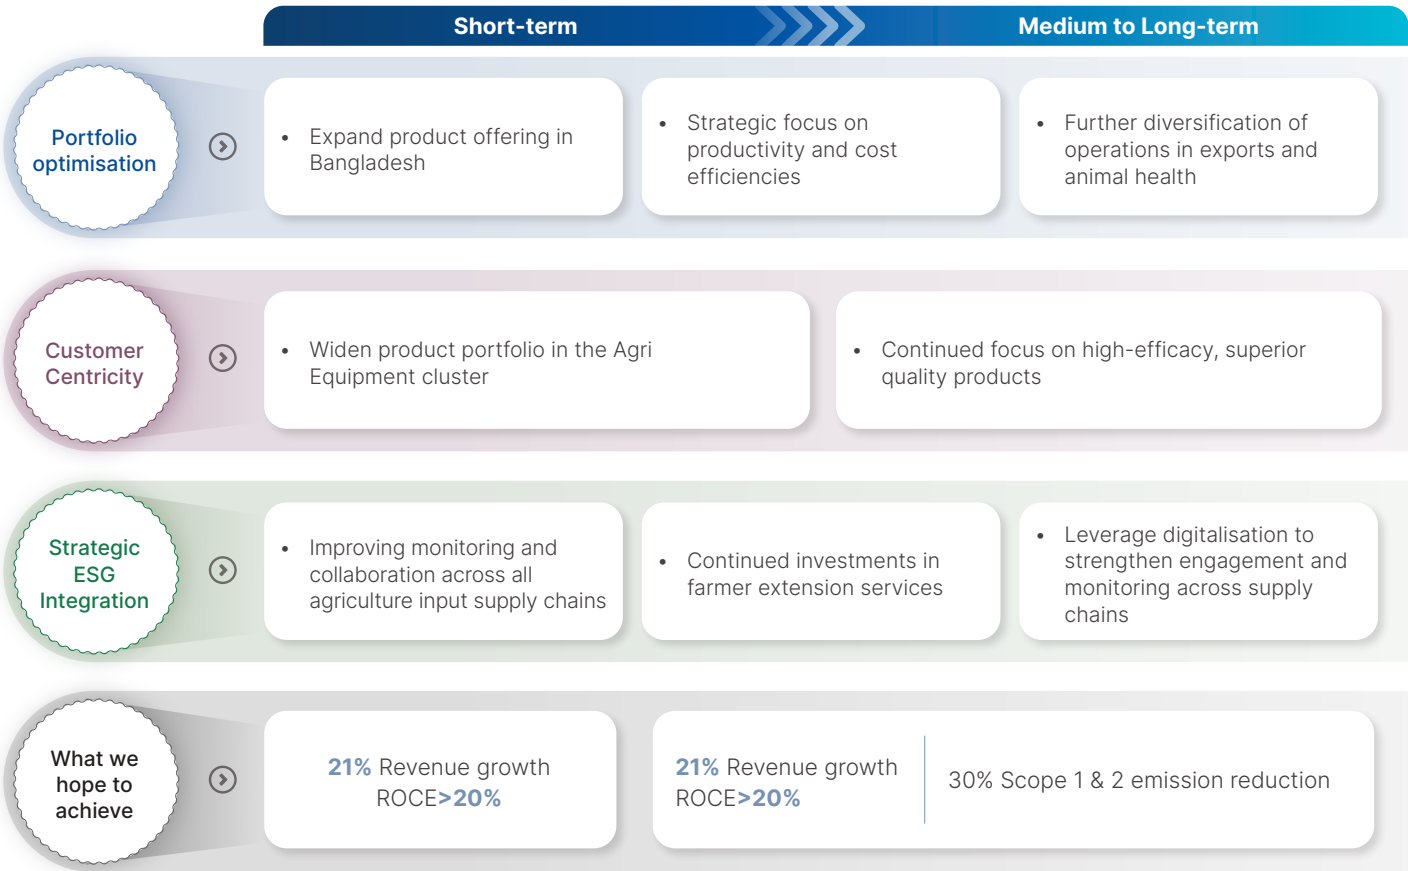 Short-term
Medium to Long-term
Portfolio
optimisation
• Expand product offering in
Bangladesh
• Strategic focus on
productivity and cost
efficiencies
• Further diversification of
operations in exports and
animal health
Customer
Centricity
• Widen product portfolio in the Agri
Equipment cluster
• Continued focus on high-efficacy, superior
quality products
Strategic
ESG
Integration
• Improving monitoring and
collaboration across all
agriculture input supply chains
• Continued investments in
farmer extension services
• Leverage digitalisation to
strengthen engagement and
monitoring across supply
chains
What we
hope to
achieve
21% Revenue growth
ROCE>20%
21% Revenue growth
ROCE>20%
30% Scope 1 & 2 emission reduction